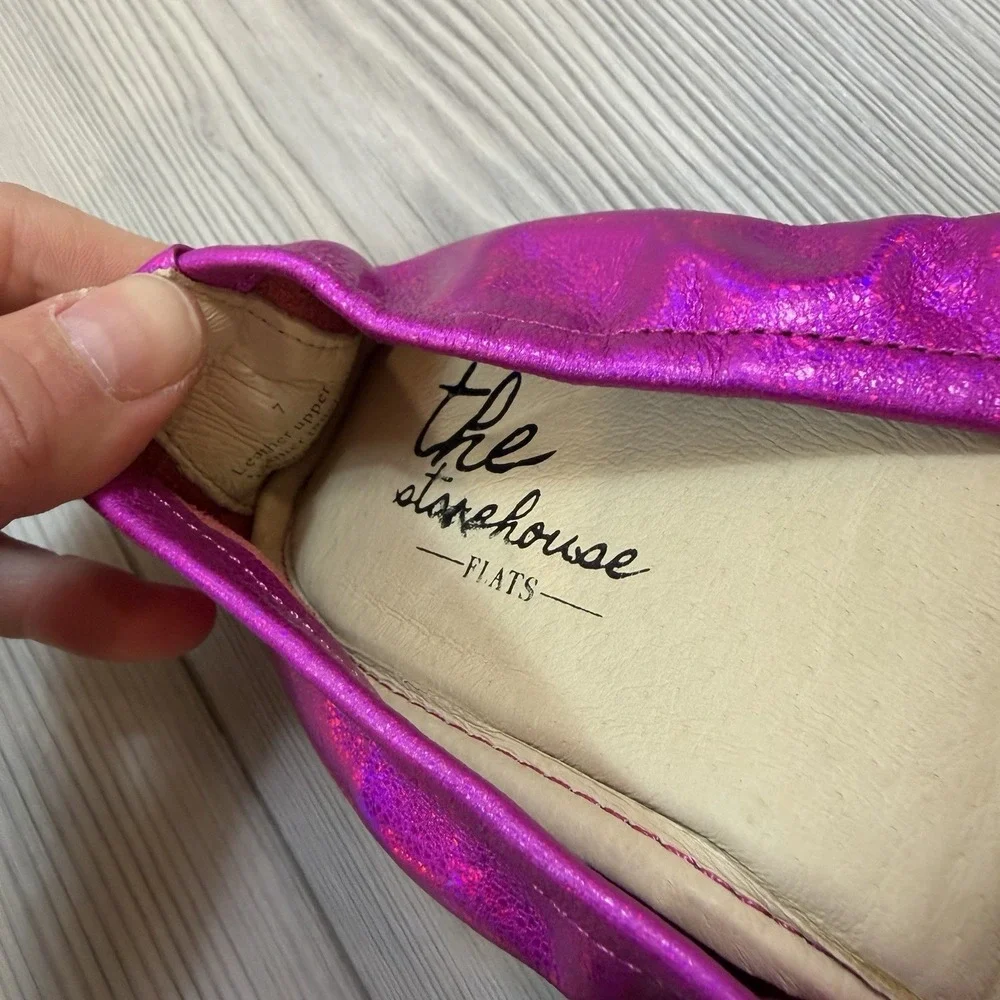 the
storehouse
FLATS
7
Leather upper